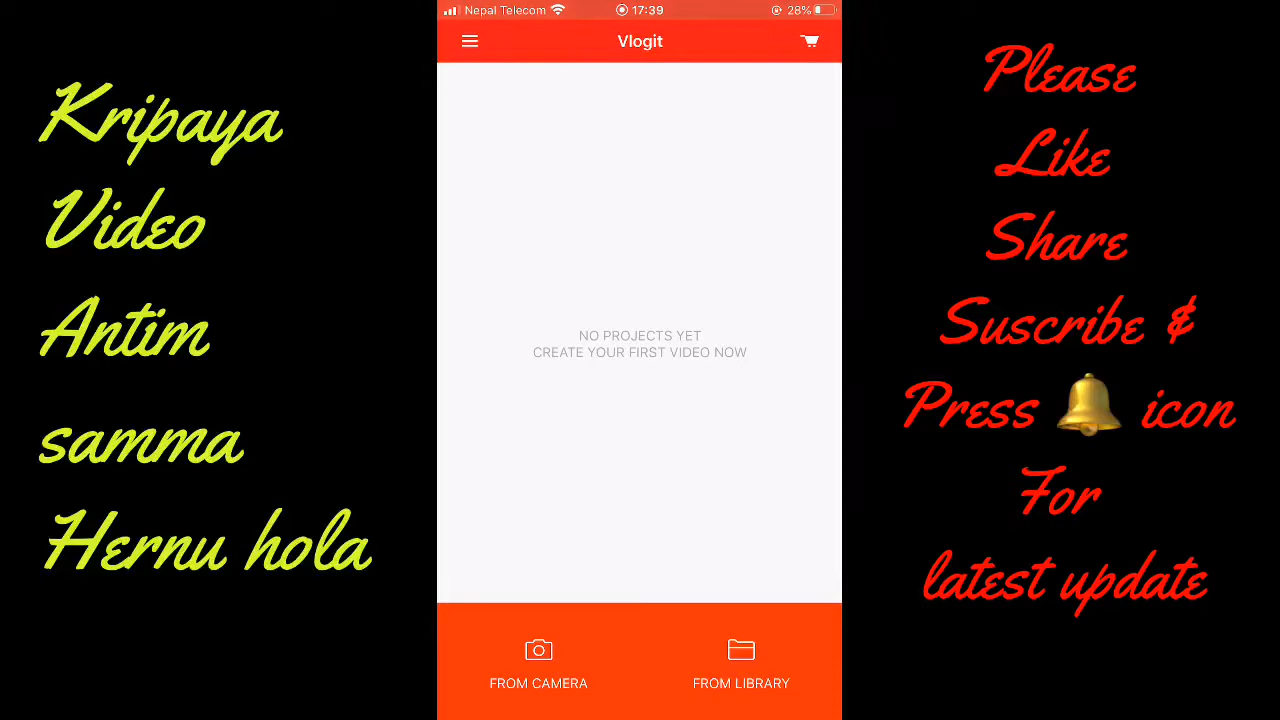 Kripaya
Video
Antim
samma
Hernu hola
Nepal Telecom
17:39
28%
Vlogit
NO PROJECTS YET
CREATE YOUR FIRST VIDEO NOW
FROM CAMERA
FROM LIBRARY
Please
Like
Share
Suscribe &
Press 🔔 icon
For
latest update